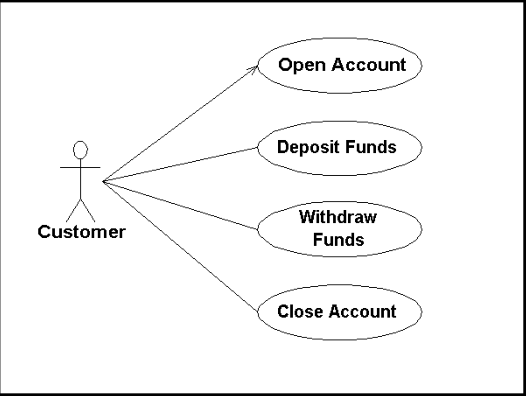 Open Account
Deposit Funds
Withdraw
Funds
Customer
Close Account